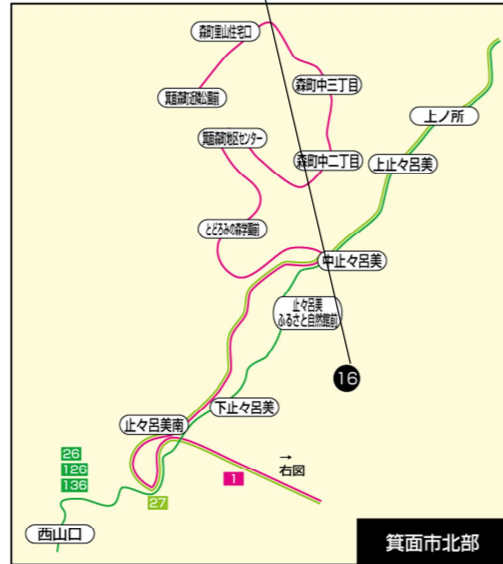 森町里山住宅口
箕面森町近隣公園前
森町中三丁目
上ノ所
箕面森町地区センター
森町中二丁目
上止々呂美
とどろみの森学園前
中止々呂美
止々呂美
ふるさと自然館前
16
下止々呂美
止々呂美南
26
126
136
→
右図
1
27
西山口
箕面市北部